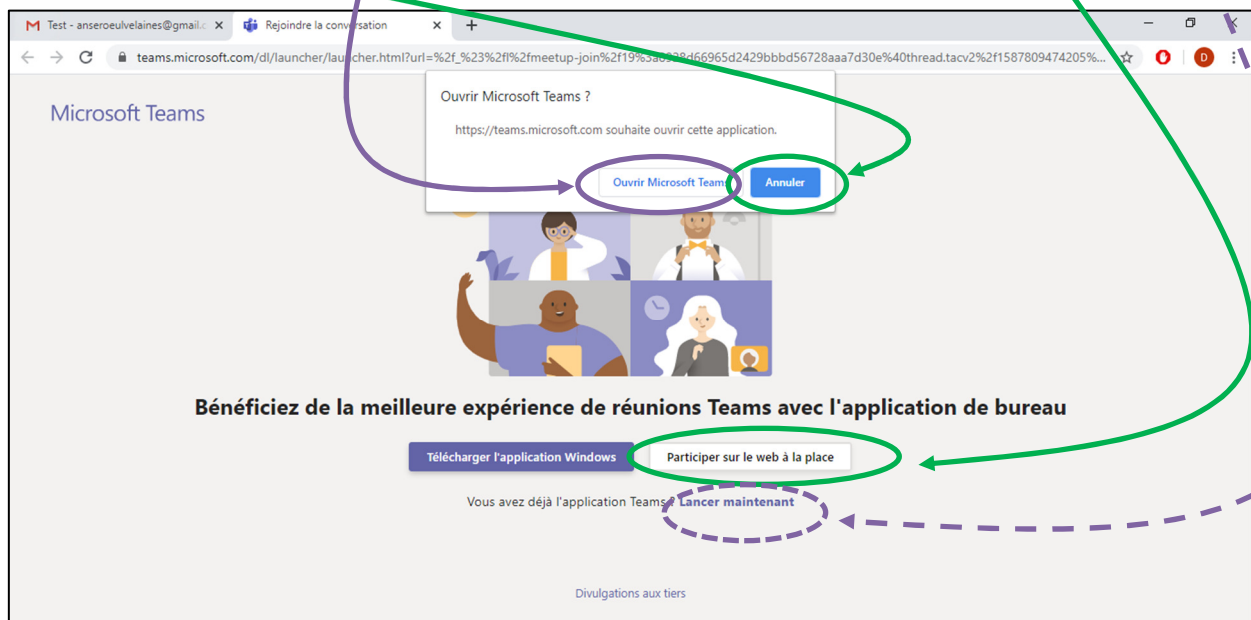 Test - anseroeulvelaines@gmail.c
Rejoindre la conversation
teams.microsoft.com/dl/launcher/launcher.html?url=%2f_%23%2fl%2fmeetup-join%2f19%3a6938d66965d2429bbbd56728aaa7d30e%40thread.tacv2%2f1587809474205%...
D
Microsoft Teams
Ouvrir Microsoft Teams ?
https://teams.microsoft.com souhaite ouvrir cette application.
Ouvrir Microsoft Teams Annuler
Bénéficiez de la meilleure expérience de réunions Teams avec l'application de bureau
Télécharger l'application Windows Participer sur le web à la place
Vous avez déjà l'application Teams ? Lancer maintenant
Divulgations aux tiers